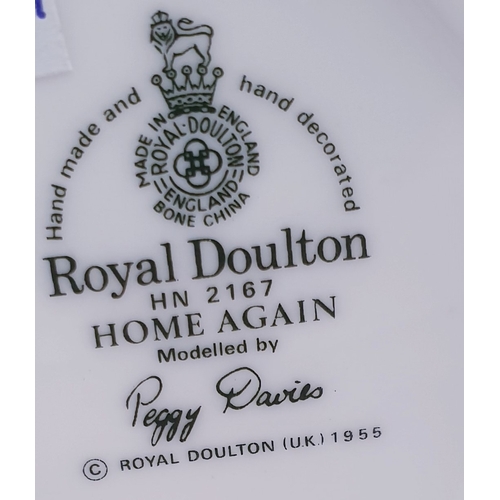 Hand made and hand decorated
MADE IN ENGLAND
ROYAL DOULTON
ENGLAND
BONE CHINA
Royal Doulton
HN 2167
HOME AGAIN
Modelled by
Peggy Davies
© ROYAL DOULTON (U.K.) 1955